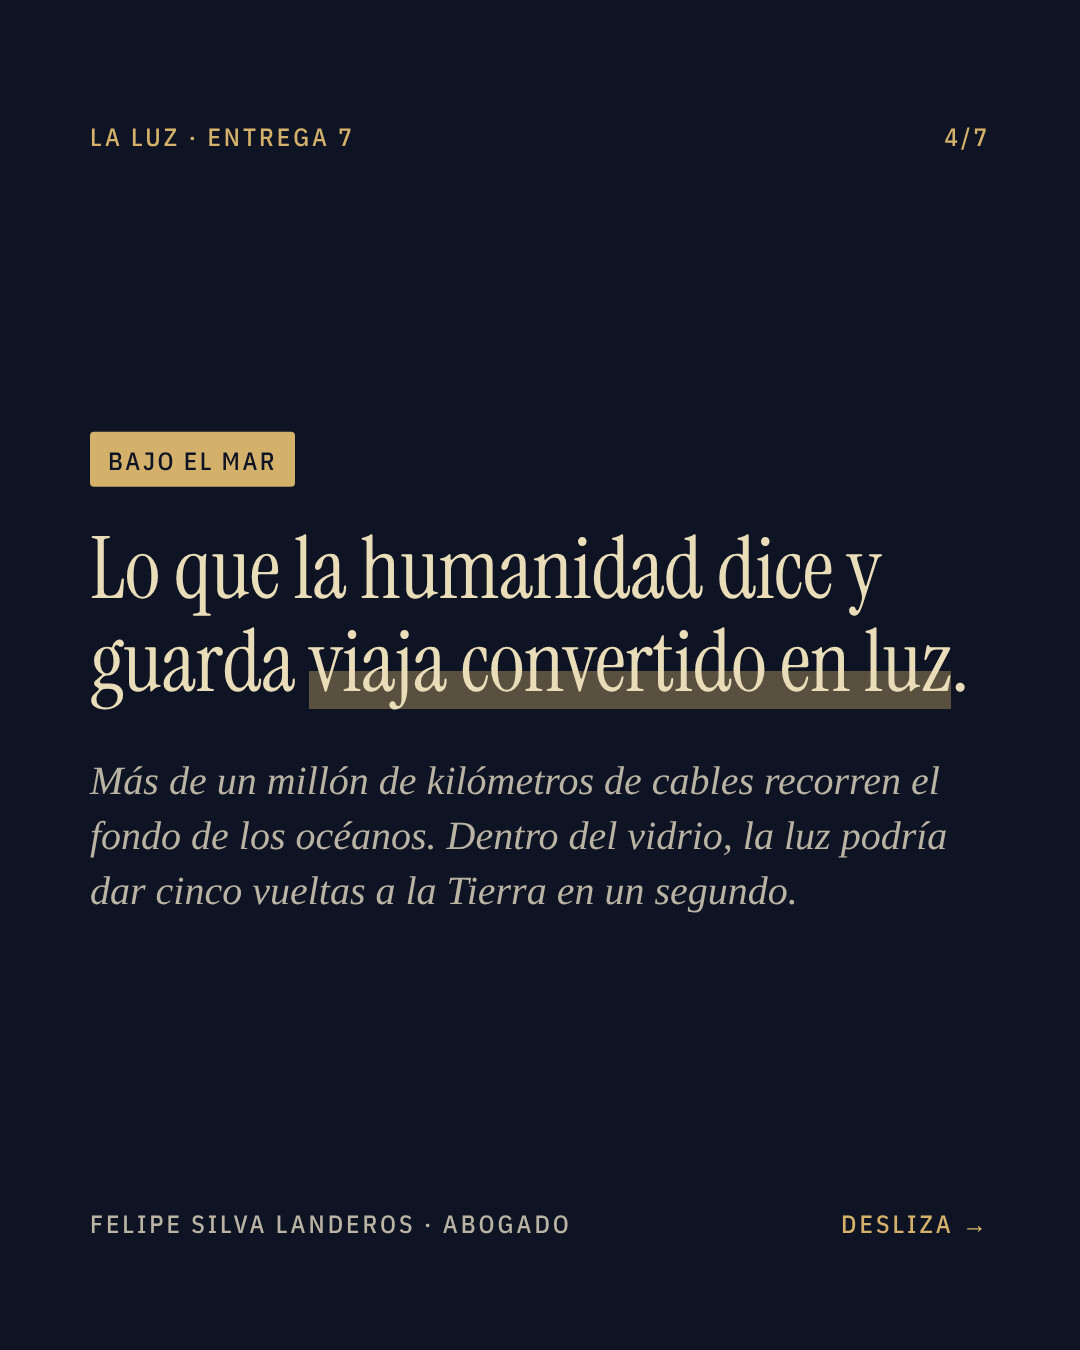 LA LUZ · ENTREGA 7
4/7
BAJO EL MAR
Lo que la humanidad dice y
guarda viaja convertido en luz.
Más de un millón de kilómetros de cables recorren el
fondo de los océanos. Dentro del vidrio, la luz podría
dar cinco vueltas a la Tierra en un segundo.
FELIPE SILVA LANDEROS · ABOGADO
DESLIZA →